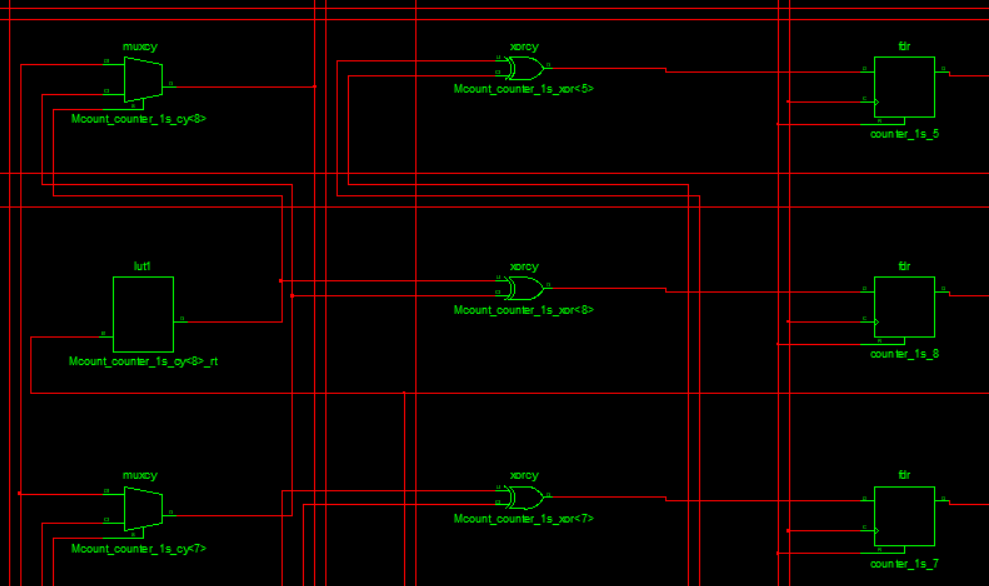 muxcy
xorcy
fdr
Mcount_counter_1s_cy<8>
Mcount_counter_1s_xor<5>
counter_1s_5
lut1
xorcy
fdr
Mcount_counter_1s_cy<8>_rt
Mcount_counter_1s_xor<8>
counter_1s_8
muxcy
xorcy
fdr
Mcount_counter_1s_cy<7>
Mcount_counter_1s_xor<7>
counter_1s_7